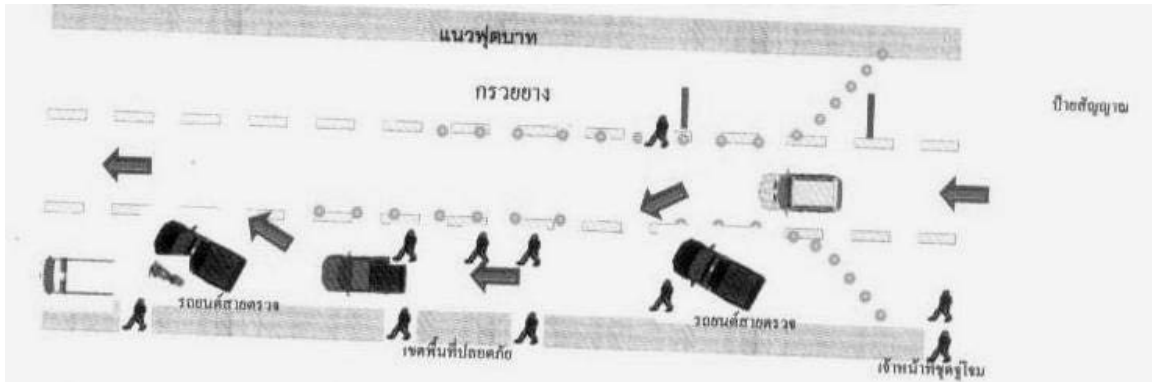 แนวฟุตบาท
กรวยยาง
ป้ายสัญญาณ
รถยนต์สายตรวจ
รถยนต์สายตรวจ
เขตพื้นที่ปลอดภัย
เจ้าหน้าที่ชุดจู่โจม